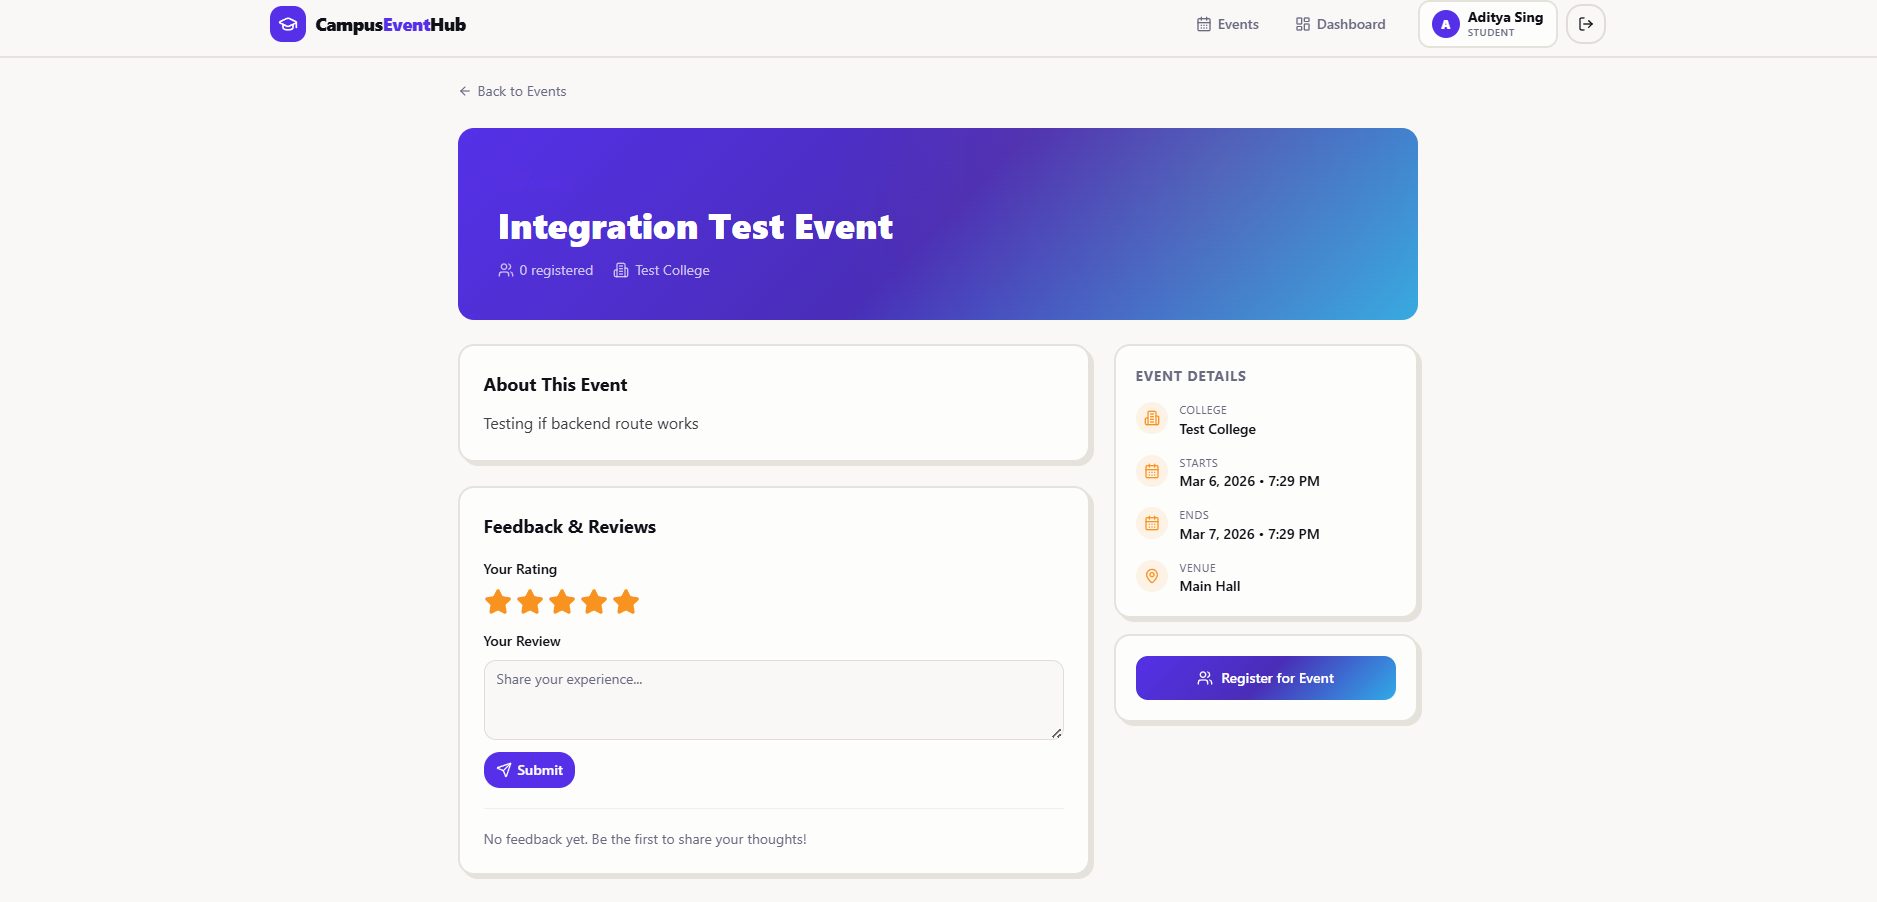 CampusEventHub
Events
Dashboard
A
Aditya Sing
STUDENT
Back to Events
Integration Test Event
0 registered
Test College
About This Event
Testing if backend route works
Feedback & Reviews
Your Rating
Your Review
Share your experience...
Submit
No feedback yet. Be the first to share your thoughts!
EVENT DETAILS
COLLEGE
Test College
STARTS
Mar 6, 2026 • 7:29 PM
ENDS
Mar 7, 2026 • 7:29 PM
VENUE
Main Hall
Register for Event